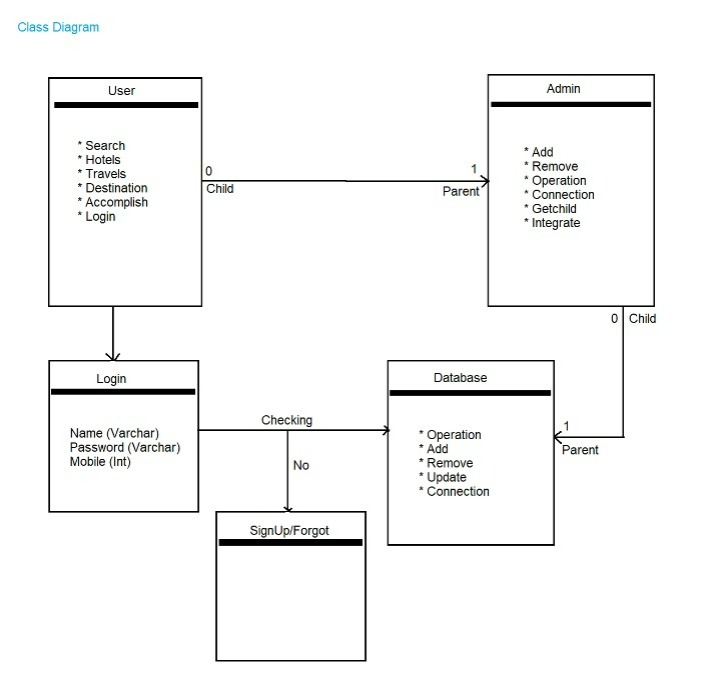 Class Diagram
User
* Search
* Hotels
* Travels
* Destination
* Accomplish
* Login
0
Child
1
Parent
Admin
* Add
* Remove
* Operation
* Connection
* Getchild
* Integrate
0 Child
Login
Name (Varchar)
Password (Varchar)
Mobile (Int)
Checking
No
Database
* Operation
* Add
* Remove
* Update
* Connection
1
Parent
SignUp/Forgot